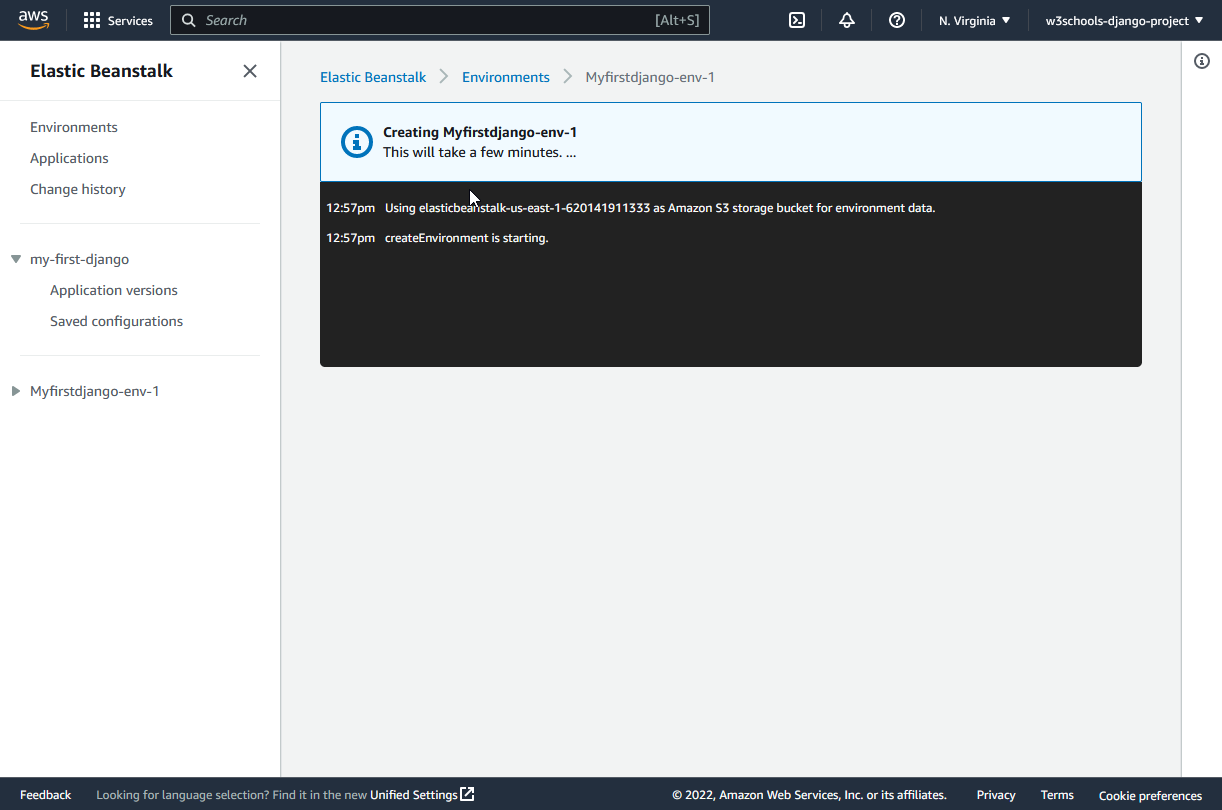 aws Services Search [Alt+S] N. Virginia w3schools-django-project
Elastic Beanstalk
Environments
Applications
Change history
my-first-django
Application versions
Saved configurations
Myfirstdjango-env-1
Elastic Beanstalk Environments Myfirstdjango-env-1
Creating Myfirstdjango-env-1
This will take a few minutes. ...
12:57pm Using elasticbeanstalk-us-east-1-620141911333 as Amazon S3 storage bucket for environment data.
12:57pm createEnvironment is starting.
Feedback Looking for language selection? Find it in the new Unified Settings © 2022, Amazon Web Services, Inc. or its affiliates. Privacy Terms Cookie preferences